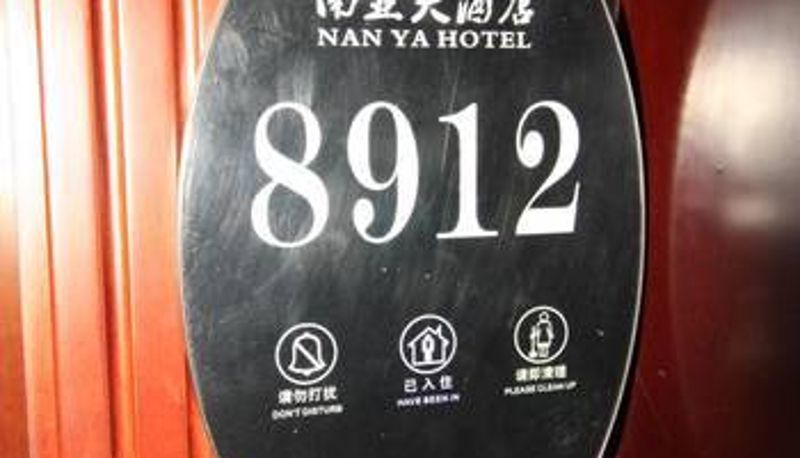 南亚大酒店
NAN YA HOTEL
8912
请勿打扰
DON'T DISTURB
已入住
HAVE BEEN IN
请即清理
PLEASE CLEAN UP